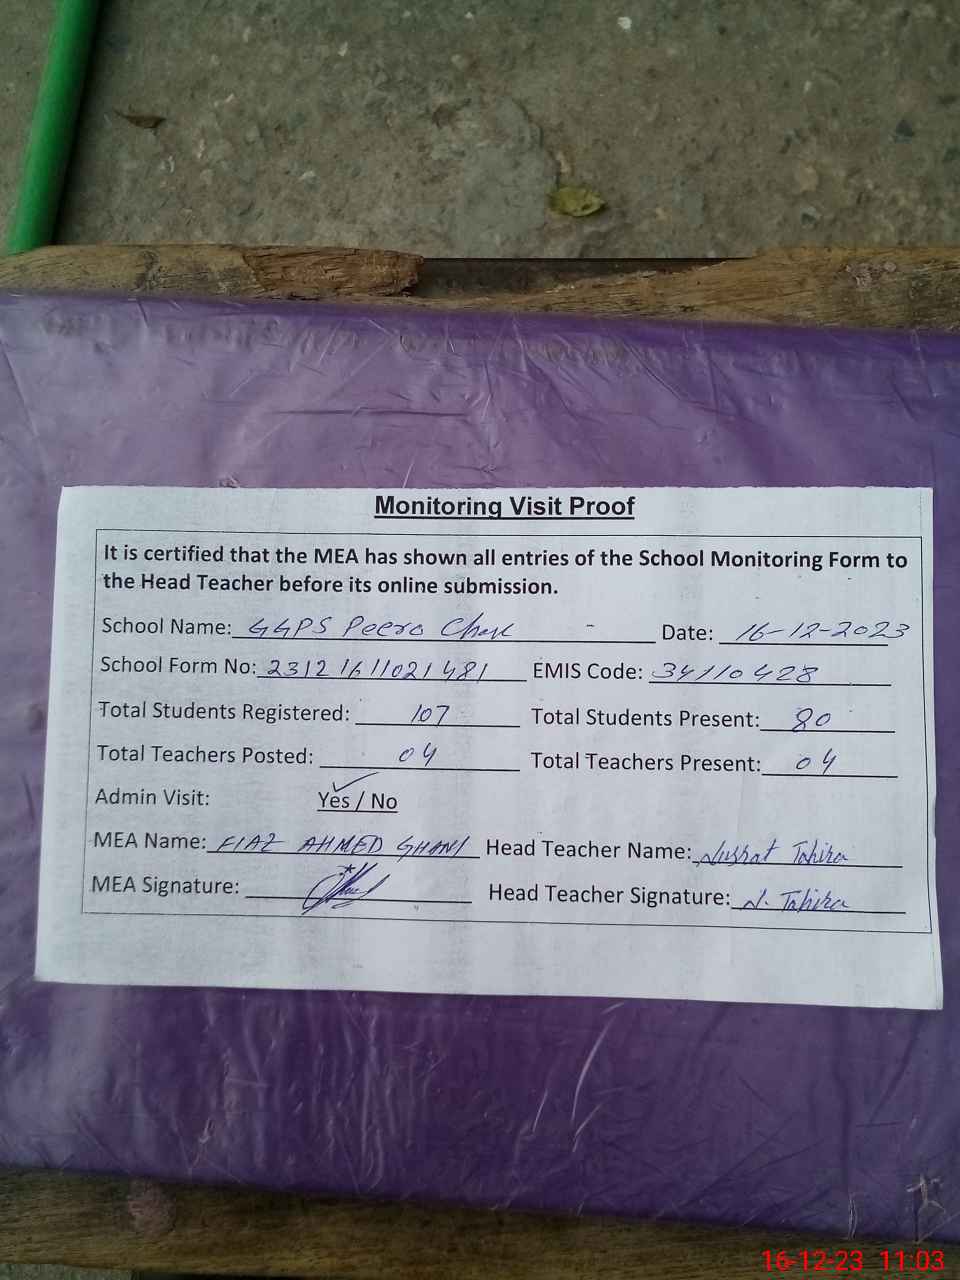 Monitoring Visit Proof
It is certified that the MEA has shown all entries of the School Monitoring Form to
the Head Teacher before its online submission.
School Name: GGPS Peero Chak - Date: 16-12-2023
School Form No: 23121611021481 EMIS Code: 34110428
Total Students Registered: 107 Total Students Present: 80
Total Teachers Posted: 04 Total Teachers Present: 04
Admin Visit: Yes / No
MEA Name: FIAZ AHMED GHANI Head Teacher Name: Nusrat Tahira
MEA Signature: Head Teacher Signature: N. Tahira
16-12-23 11:03